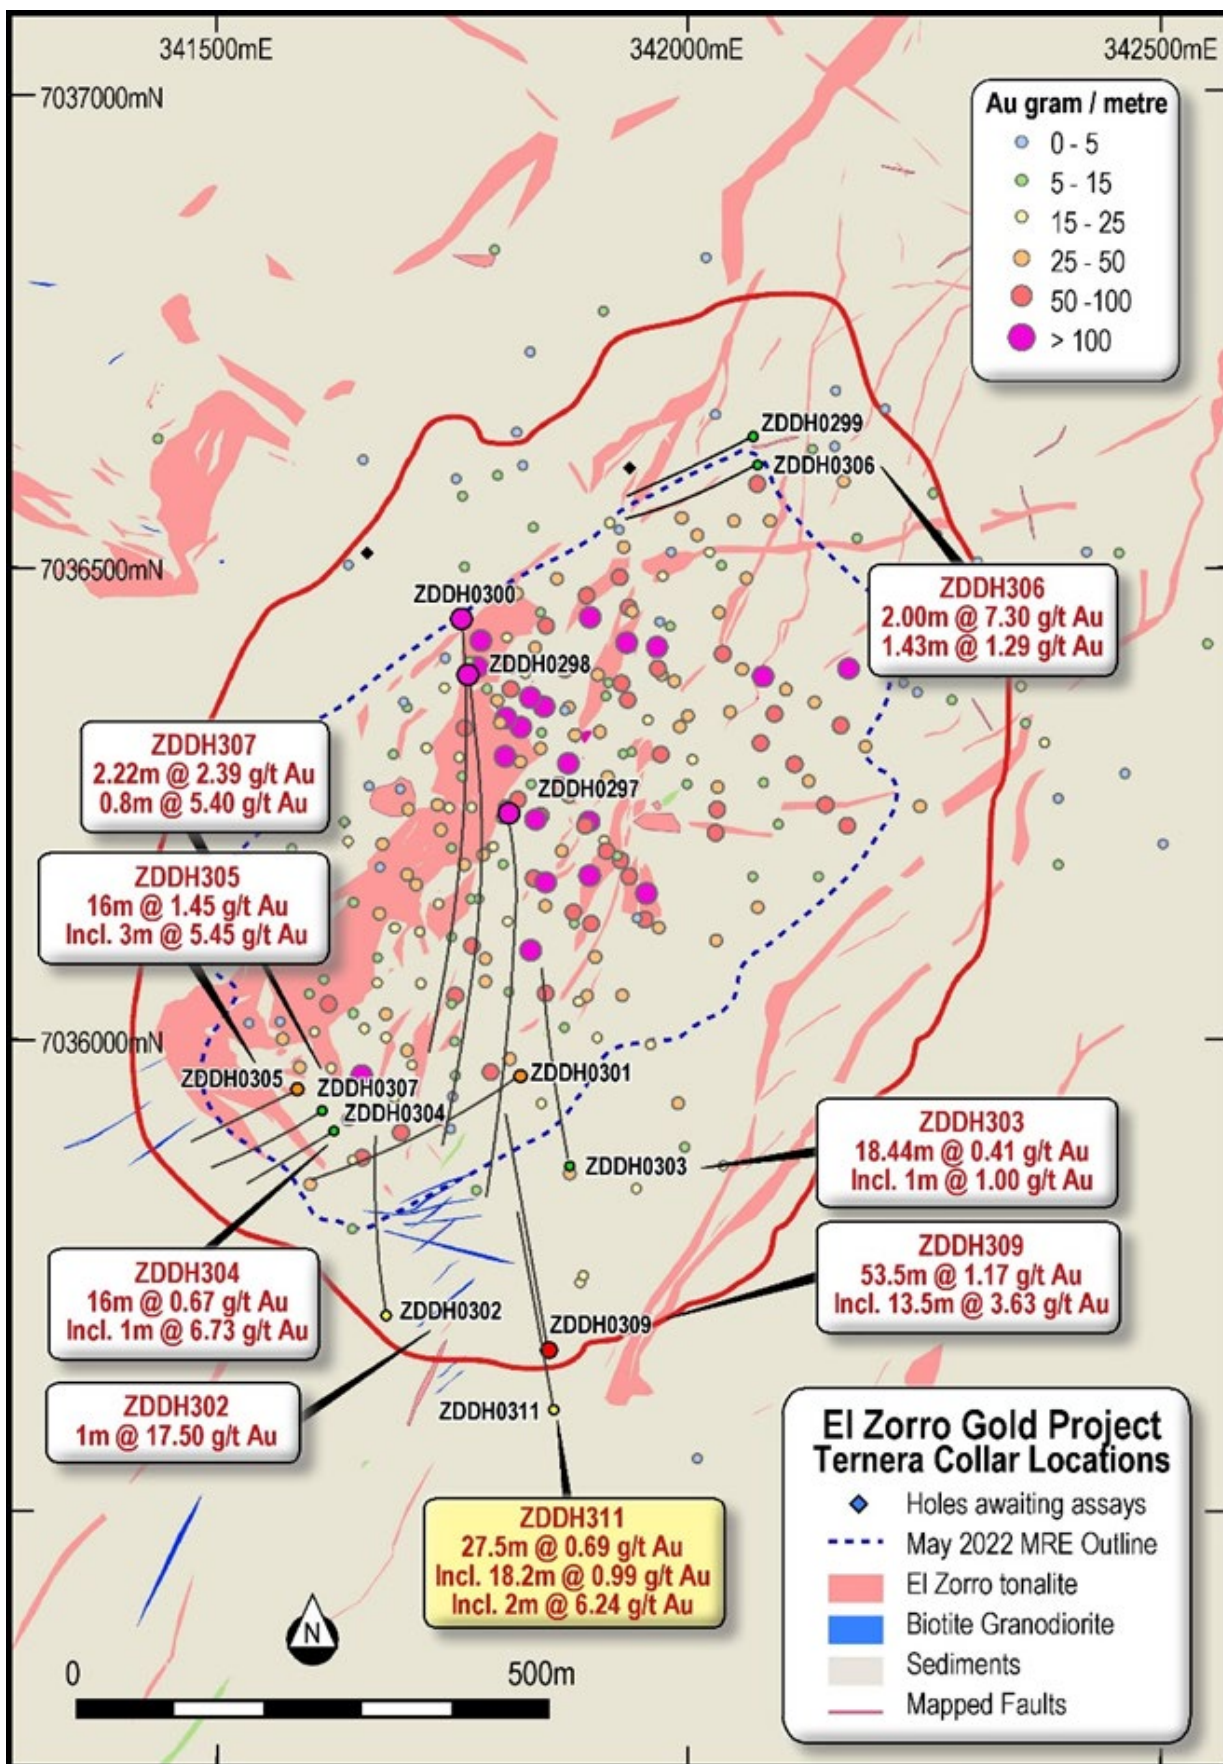 341500mE
342000mE
342500mE
7037000mN
Au gram / metre
0 - 5
5 - 15
15 - 25
25 - 50
50 -100
> 100
ZDDH0299
ZDDH0306
7036500mN
ZDDH0300
ZDDH306
2.00m @ 7.30 g/t Au
1.43m @ 1.29 g/t Au
ZDDH0298
ZDDH307
2.22m @ 2.39 g/t Au
0.8m @ 5.40 g/t Au
ZDDH0297
ZDDH305
16m @ 1.45 g/t Au
Incl. 3m @ 5.45 g/t Au
7036000mN
ZDDH0305
ZDDH0307
ZDDH0304
ZDDH0301
ZDDH0303
ZDDH303
18.44m @ 0.41 g/t Au
Incl. 1m @ 1.00 g/t Au
ZDDH309
53.5m @ 1.17 g/t Au
Incl. 13.5m @ 3.63 g/t Au
ZDDH304
16m @ 0.67 g/t Au
Incl. 1m @ 6.73 g/t Au
ZDDH0302
ZDDH0309
ZDDH302
1m @ 17.50 g/t Au
ZDDH0311
ZDDH311
27.5m @ 0.69 g/t Au
Incl. 18.2m @ 0.99 g/t Au
Incl. 2m @ 6.24 g/t Au
El Zorro Gold Project
Ternera Collar Locations
Holes awaiting assays
May 2022 MRE Outline
El Zorro tonalite
Biotite Granodiorite
Sediments
Mapped Faults
N
0
500m